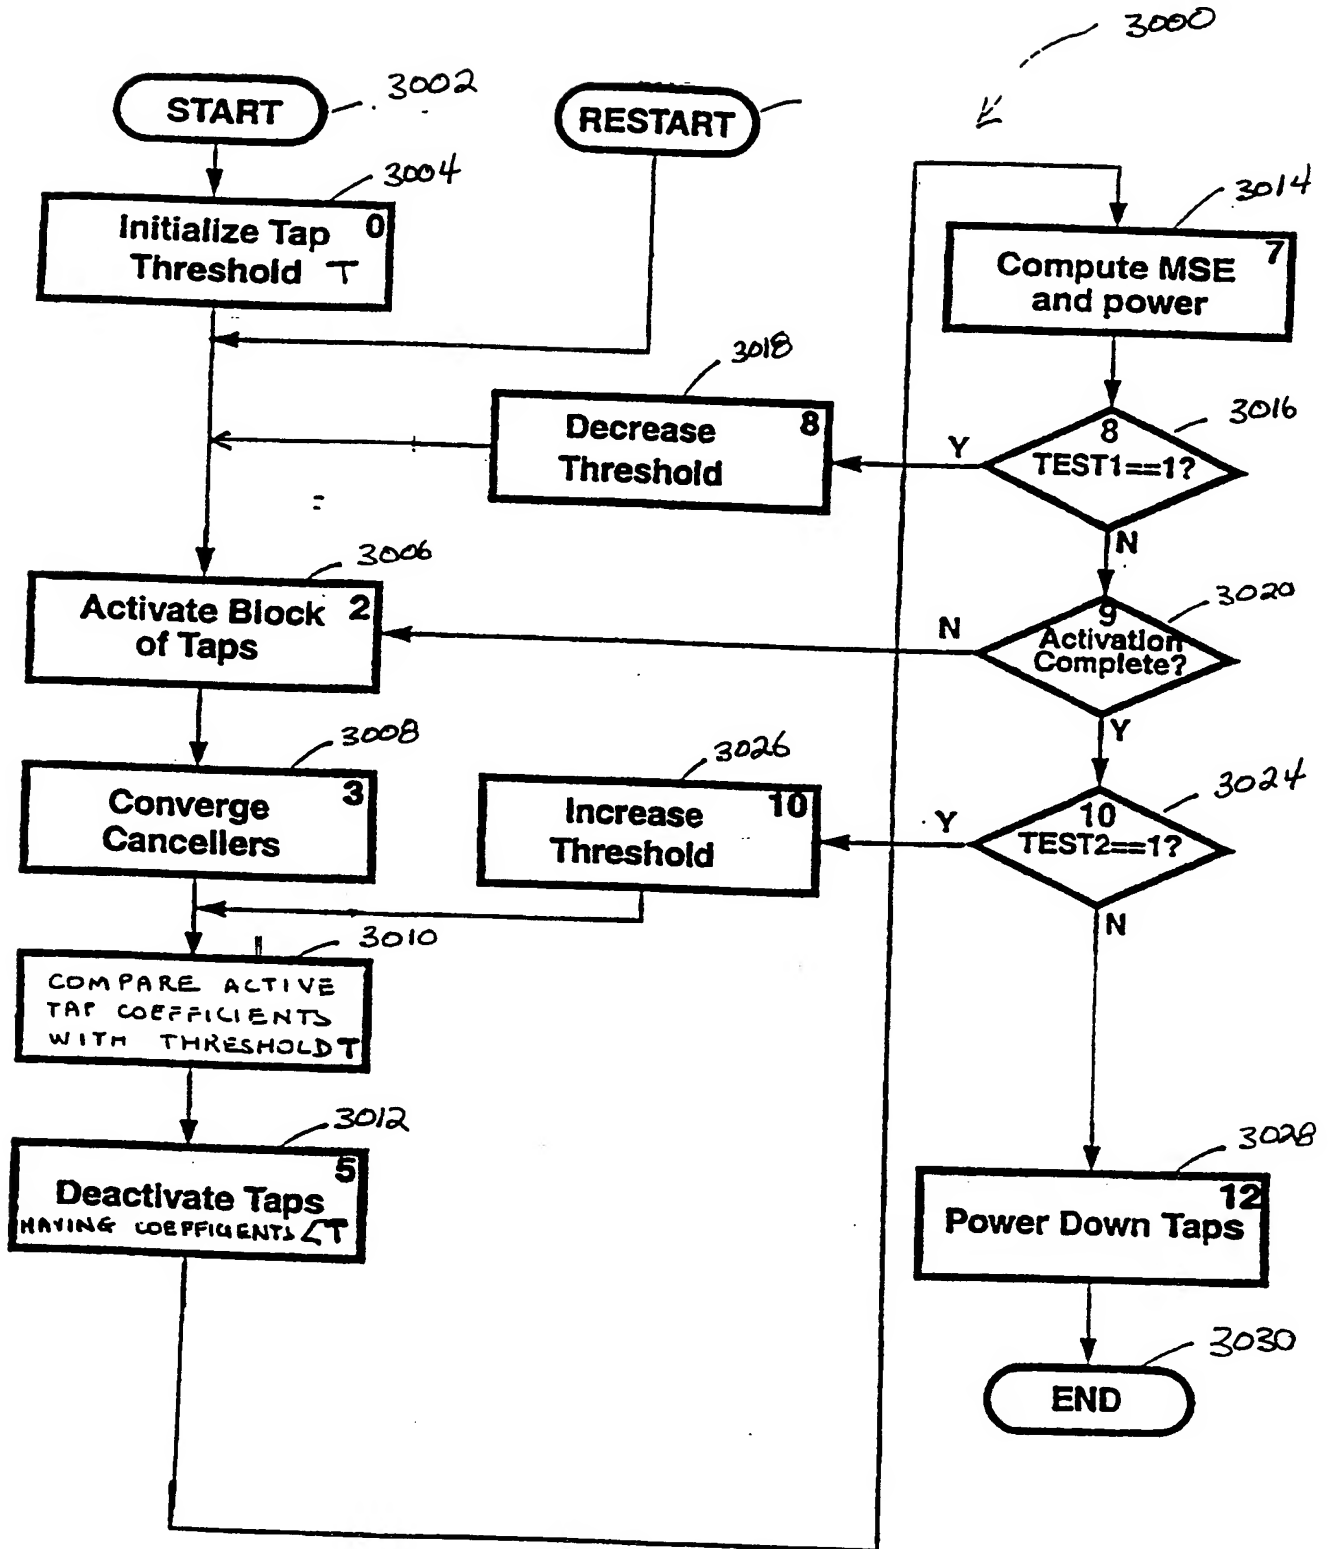 3000
START
3002
RESTART
3004
0
Initialize Tap
Threshold T
3014
7
Compute MSE
and power
3018
8
Decrease
Threshold
3016
8
TEST1==1?
Y
N
3006
2
Activate Block
of Taps
3020
9
Activation
Complete?
N
Y
3008
3
Converge
Cancellers
3026
10
Increase
Threshold
3024
10
TEST2==1?
Y
N
3010
COMPARE ACTIVE
TAP COEFFICIENTS
WITH THRESHOLD T
3012
5
Deactivate Taps
HAVING COEFFICIENTS <T
3028
12
Power Down Taps
3030
END